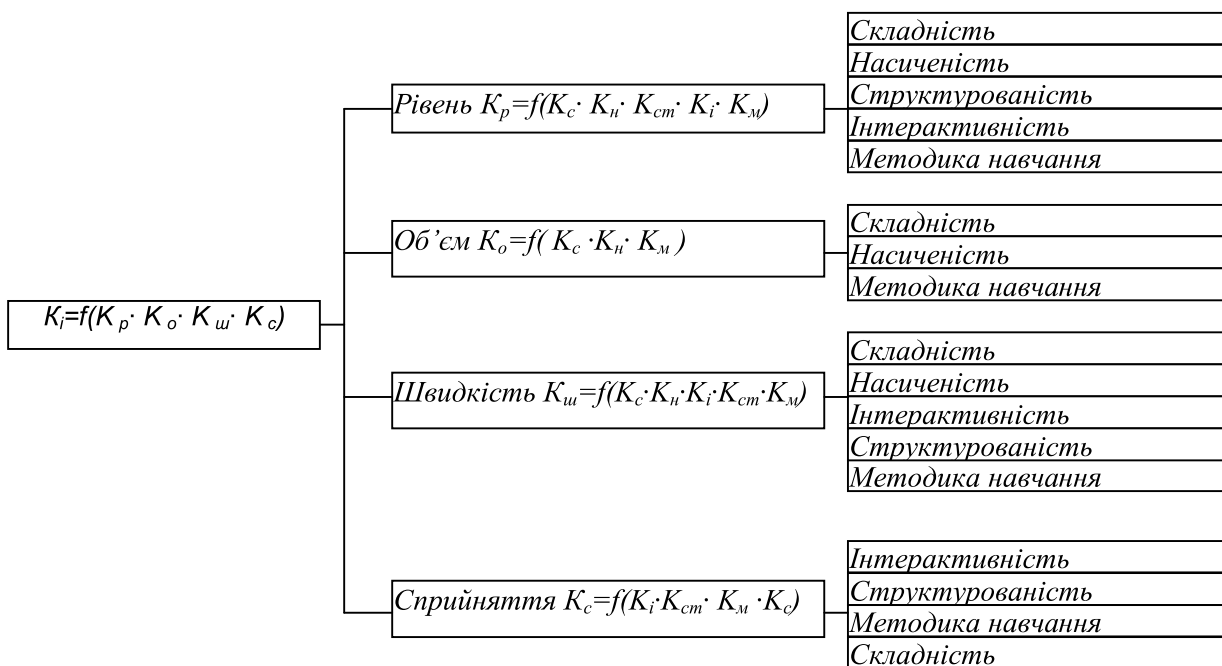 Складність
Насиченість
Рівень Kр=f(Kс· Kн· Kст· Kі· Kм)
Структурованість
Інтерактивність
Методика навчання
Складність
Об’єм Kо=f( Kс ·Kн· Kм )
Насиченість
Методика навчання
Kі=f(K р· K о· K ш· K с)
Складність
Насиченість
Швидкість Kш=f(Kс·Kн·Kі·Kст·Kм)
Інтерактивність
Структурованість
Методика навчання
Інтерактивність
Структурованість
Сприйняття Kс=f(Kі·Kст· Kм ·Kс)
Методика навчання
Складність